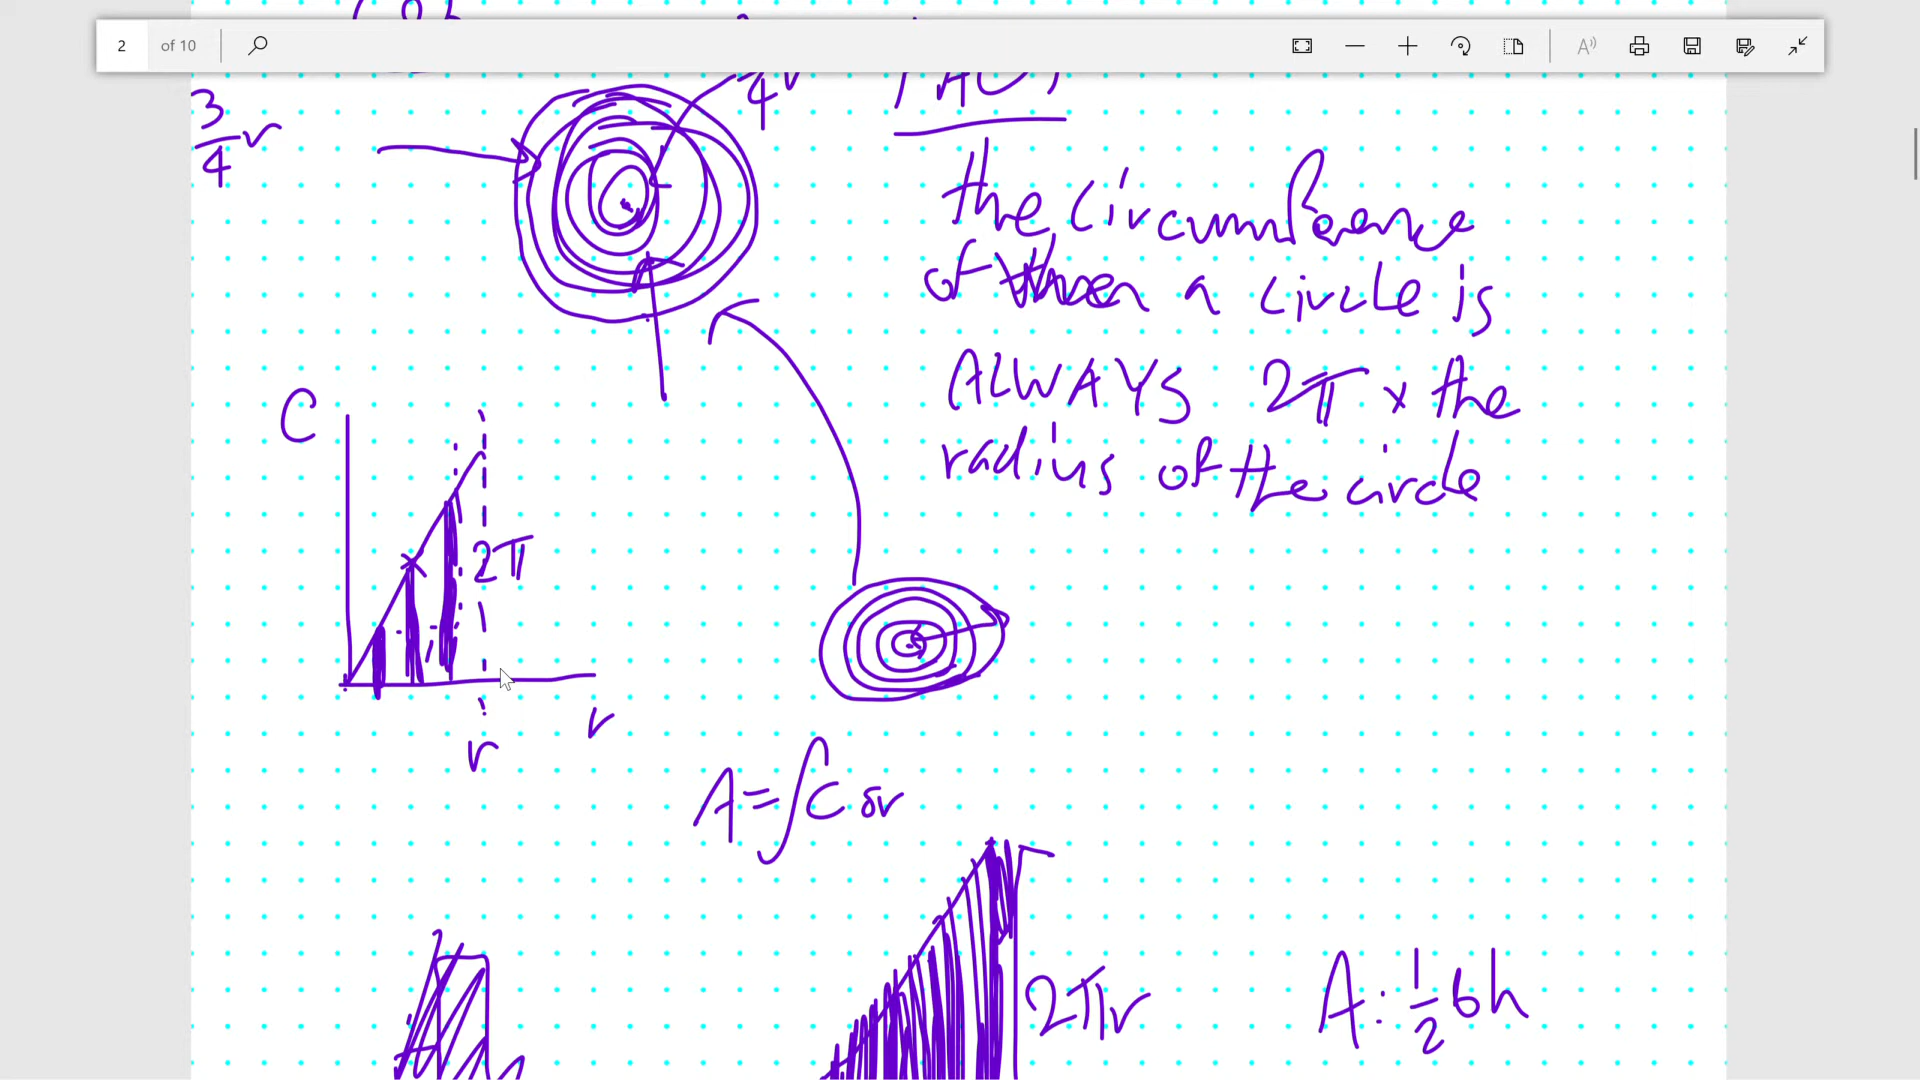 2 of 10
3/4 r
4
the circumference
of a circle is
ALWAYS 2π × the
radius of the circle
C
2π
r
r
A=∫C δr
2πr
A: 1/2 bh